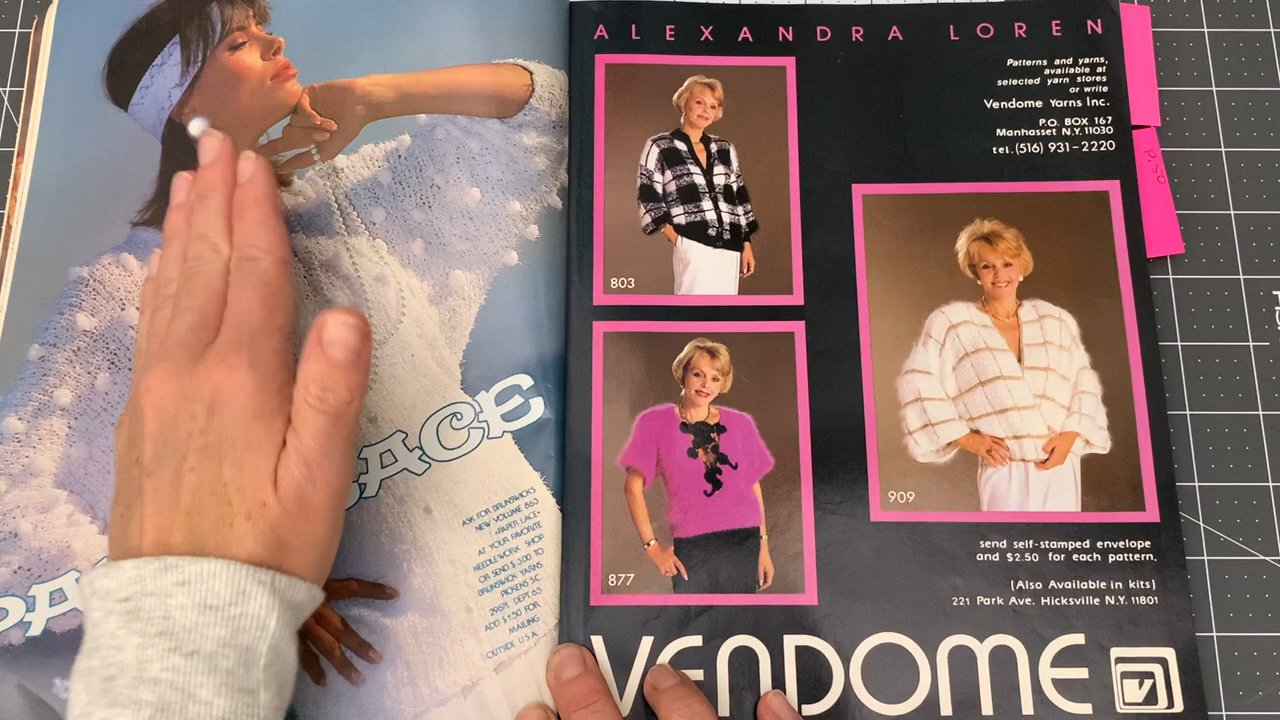 ACE
PA
ASK FOR BRUNSWICK'S
NEW VOLUME 863
"PAPER LACE"
AT YOUR FAVORITE
NEEDLEWORK SHOP
OR SEND $3.00 TO
BRUNSWICK YARNS
PICKENS S.C.
29671 DEPT. 63
ADD $1.50 FOR
MAILING
OUTSIDE U.S.A.
ALEXANDRA LOREN
Patterns and yarns,
available at
selected yarn stores
or write
Vendome Yarns Inc.
P.O. BOX 167
Manhasset N.Y. 11030
tel. (516) 931-2220
803
877
909
send self-stamped envelope
and $2.50 for each pattern.
(Also Available in kits)
221 Park Ave. Hicksville N.Y. 11801
VENDOME
V
P.50